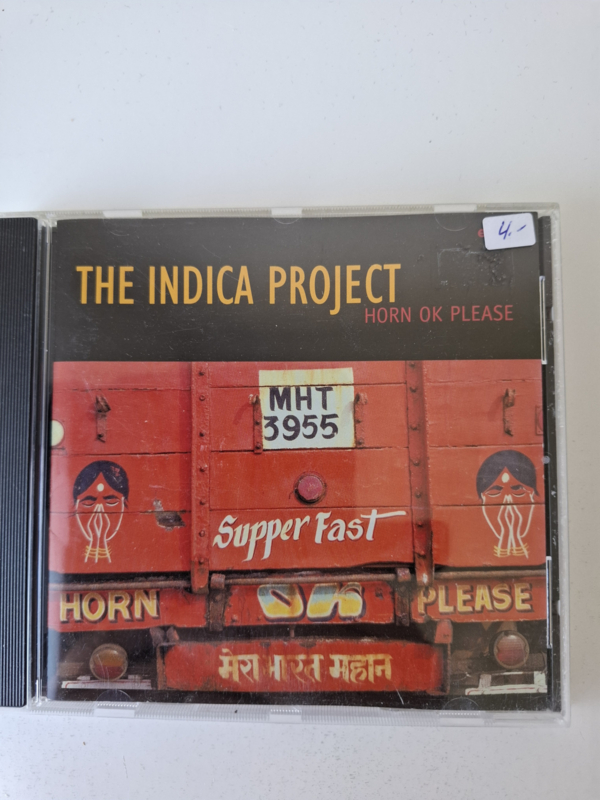 4.-
THE INDICA PROJECT
HORN OK PLEASE
MHT
3955
Supper Fast
HORN OK PLEASE
मेरा भारत महान